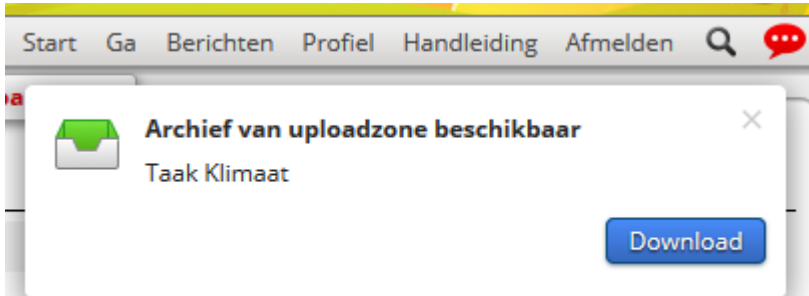 Start Ga Berichten Profiel Handleiding Afmelden
Archief van uploadzone beschikbaar
Taak Klimaat
Download